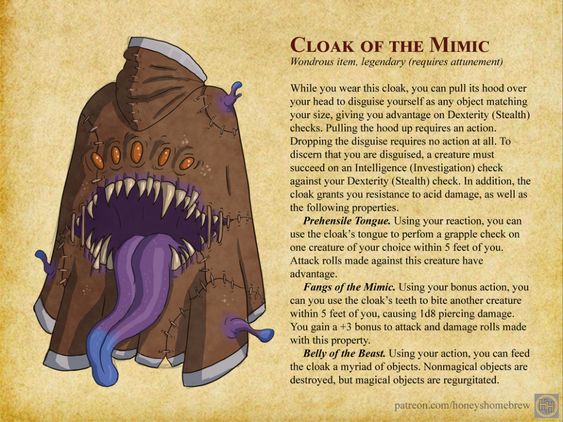 CLOAK OF THE MIMIC
Wondrous item, legendary (requires attunement)
While you wear this cloak, you can pull its hood over
your head to disguise yourself as any object matching
your size, giving you advantage on Dexterity (Stealth)
checks. Pulling the hood up requires an action.
Dropping the disguise requires no action at all. To
discern that you are disguised, a creature must
succeed on an Intelligence (Investigation) check
against your Dexterity (Stealth) check. In addition, the
cloak grants you resistance to acid damage, as well as
the following properties.
Prehensile Tongue. Using your reaction, you can
use the cloak's tongue to perfom a grapple check on
one creature of your choice within 5 feet of you.
Attack rolls made against this creature have
advantage.
Fangs of the Mimic. Using your bonus action, you
can you use the cloak's teeth to bite another creature
within 5 feet of you, causing 1d8 piercing damage.
You gain a +3 bonus to attack and damage rolls made
with this property.
Belly of the Beast. Using your action, you can feed
the cloak a myriad of objects. Nonmagical objects are
destroyed, but magical objects are regurgitated.
patreon.com/honeyshomebrew